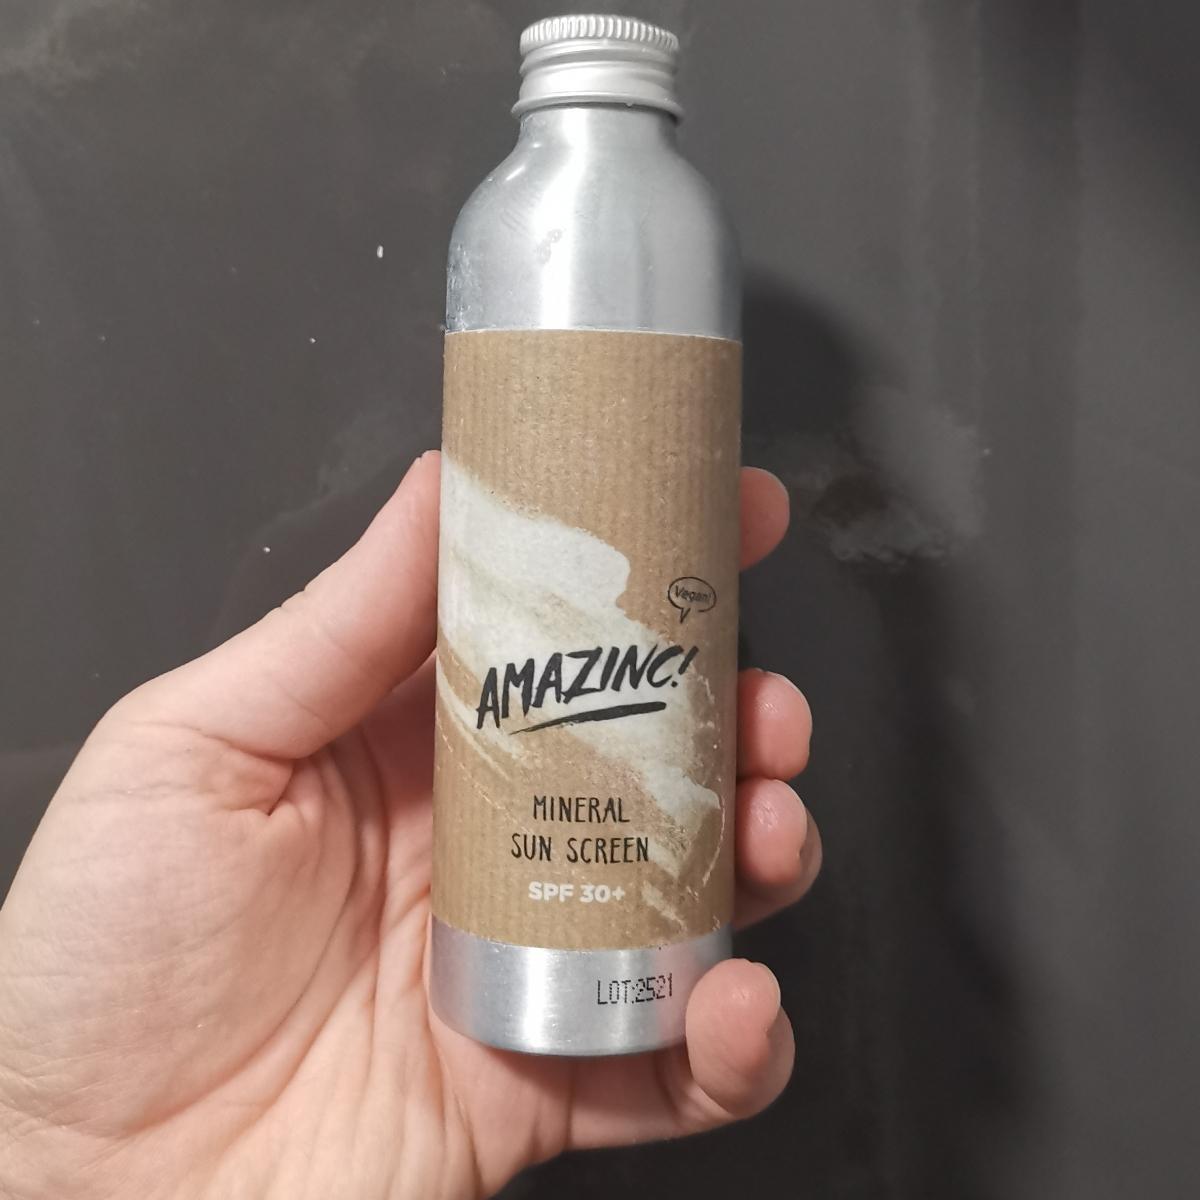 Vegan!
AMAZINC!
MINERAL
SUN SCREEN
SPF 30+
LOT:2521